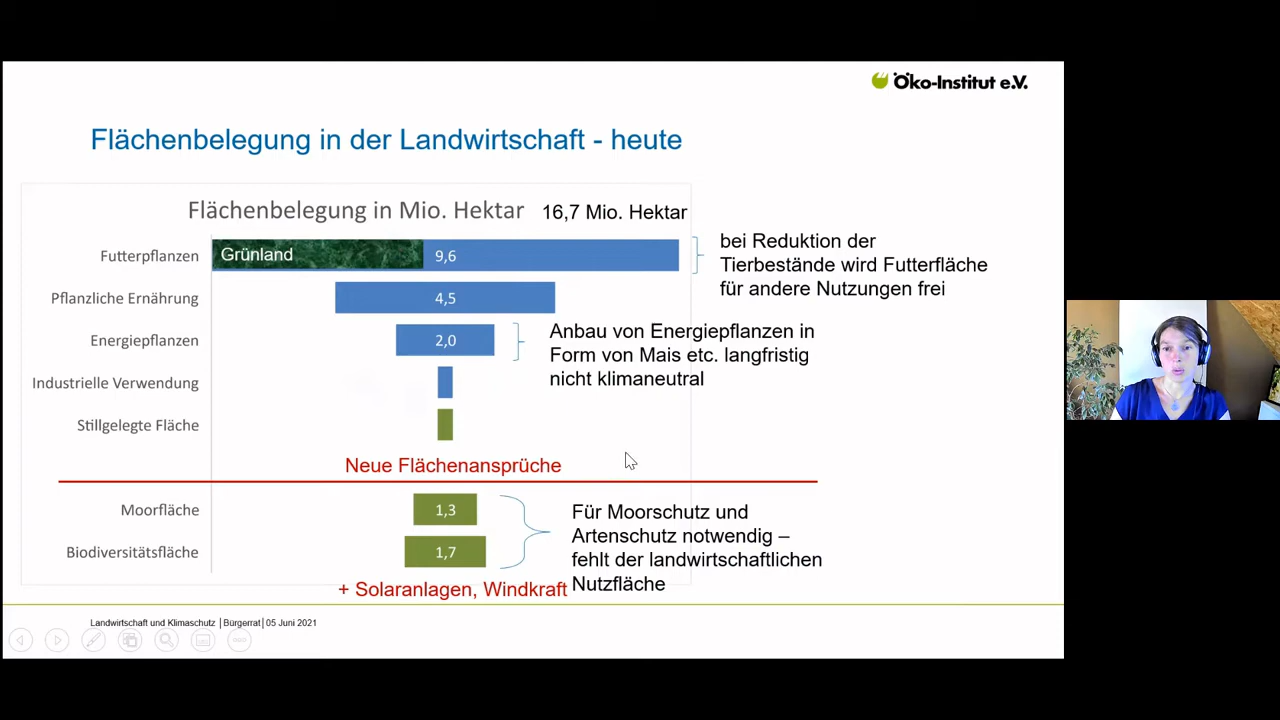 Öko-Institut e.V.
Flächenbelegung in der Landwirtschaft - heute
Flächenbelegung in Mio. Hektar
16,7 Mio. Hektar
Futterpflanzen
Grünland
9,6
bei Reduktion der
Tierbestände wird Futterfläche
für andere Nutzungen frei
Pflanzliche Ernährung
4,5
Energiepflanzen
2,0
Anbau von Energiepflanzen in
Form von Mais etc. langfristig
nicht klimaneutral
Industrielle Verwendung
Stillgelegte Fläche
Neue Flächenansprüche
Moorfläche
1,3
Biodiversitätsfläche
1,7
Für Moorschutz und
Artenschutz notwendig –
fehlt der landwirtschaftlichen
Nutzfläche
+ Solaranlagen, Windkraft
Landwirtschaft und Klimaschutz │Bürgerrat│05 Juni 2021